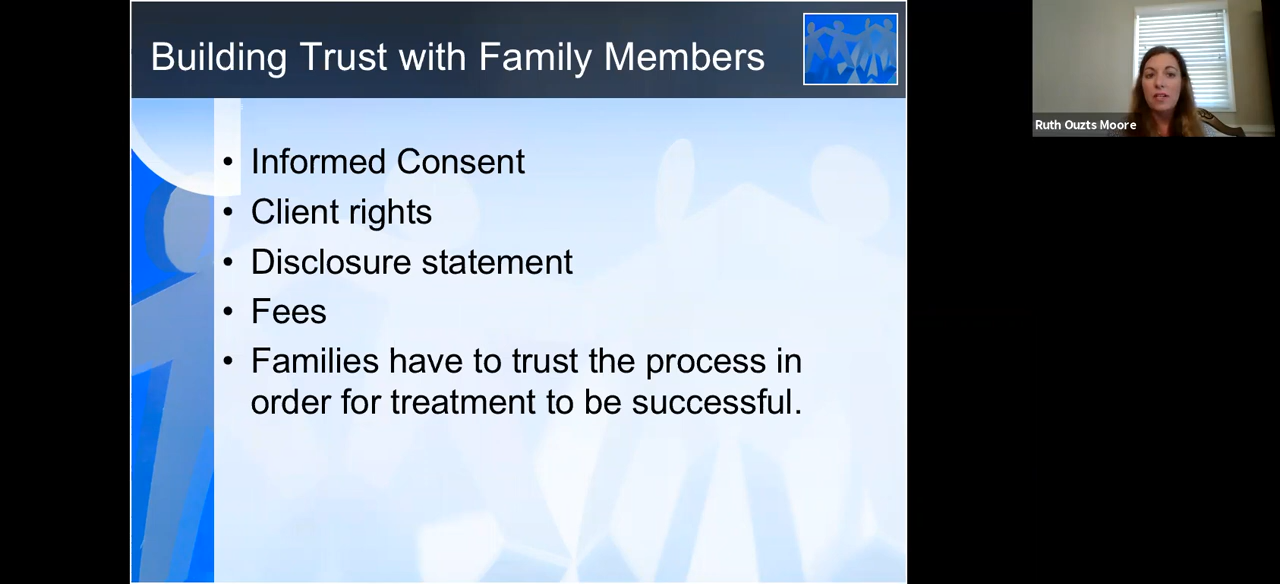 Building Trust with Family Members
• Informed Consent
• Client rights
• Disclosure statement
• Fees
• Families have to trust the process in
order for treatment to be successful.
Ruth Ouzts Moore